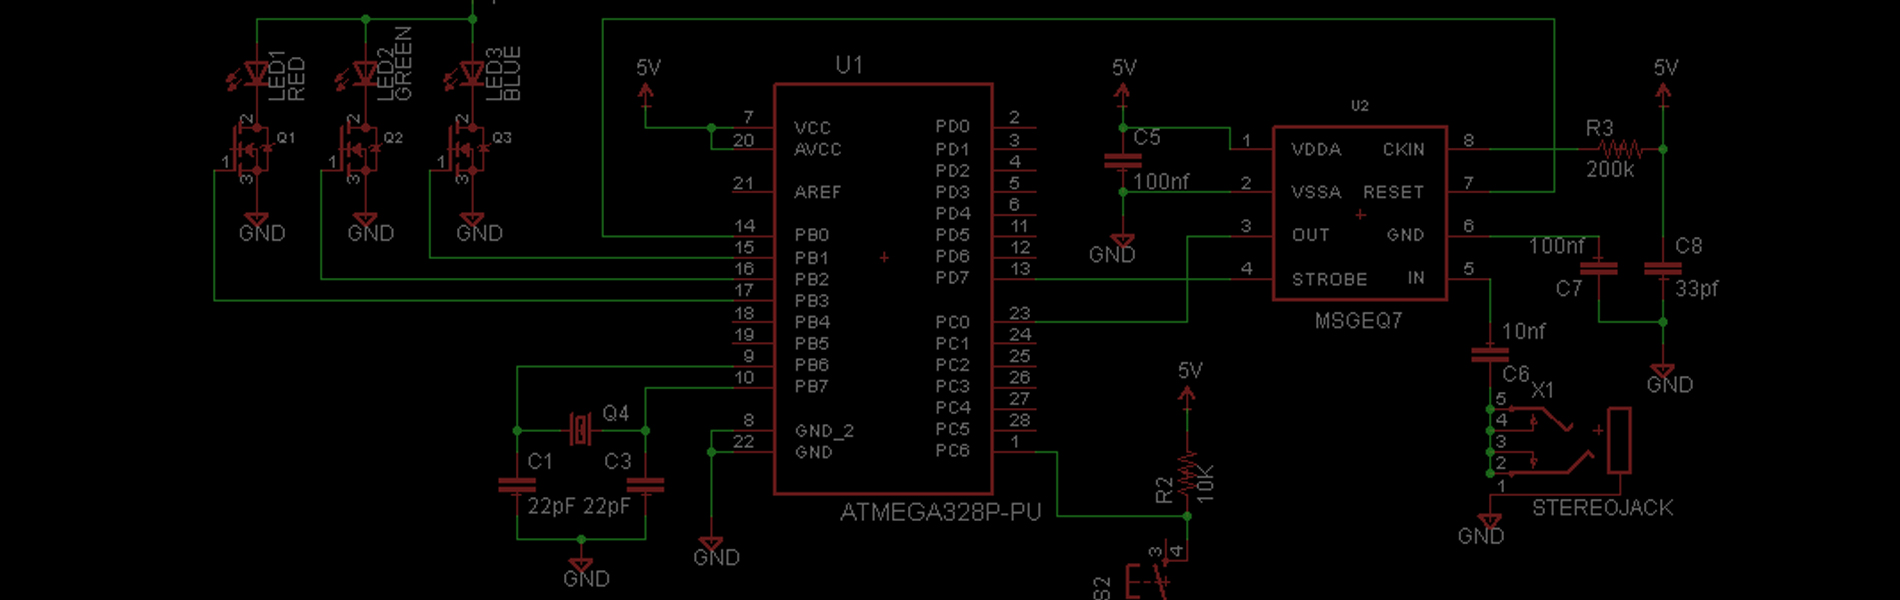 LED1
RED
LED2
GREEN
LED3
BLUE
2
Q1
1
3
GND
2
Q2
1
3
GND
2
Q3
1
3
GND
5V
U1
7
20
21
14
15
16
17
18
19
9
10
8
22
VCC
AVCC
AREF
PB0
PB1
PB2
PB3
PB4
PB5
PB6
PB7
GND_2
GND
PD0
PD1
PD2
PD3
PD4
PD5
PD6
PD7
PC0
PC1
PC2
PC3
PC4
PC5
PC6
2
3
4
5
6
11
12
13
23
24
25
26
27
28
1
ATMEGA328P-PU
Q4
C1
C3
22pF 22pF
GND
GND
5V
C5
100nf
GND
U2
1
2
3
4
VDDA
VSSA
OUT
STROBE
CKIN
RESET
GND
IN
8
7
6
5
MSGEQ7
5V
R3
200k
100nf
C7
C8
33pf
GND
10nf
C6
X1
5
4
3
2
1
STEREOJACK
GND
5V
R2
10K
3
4
S2